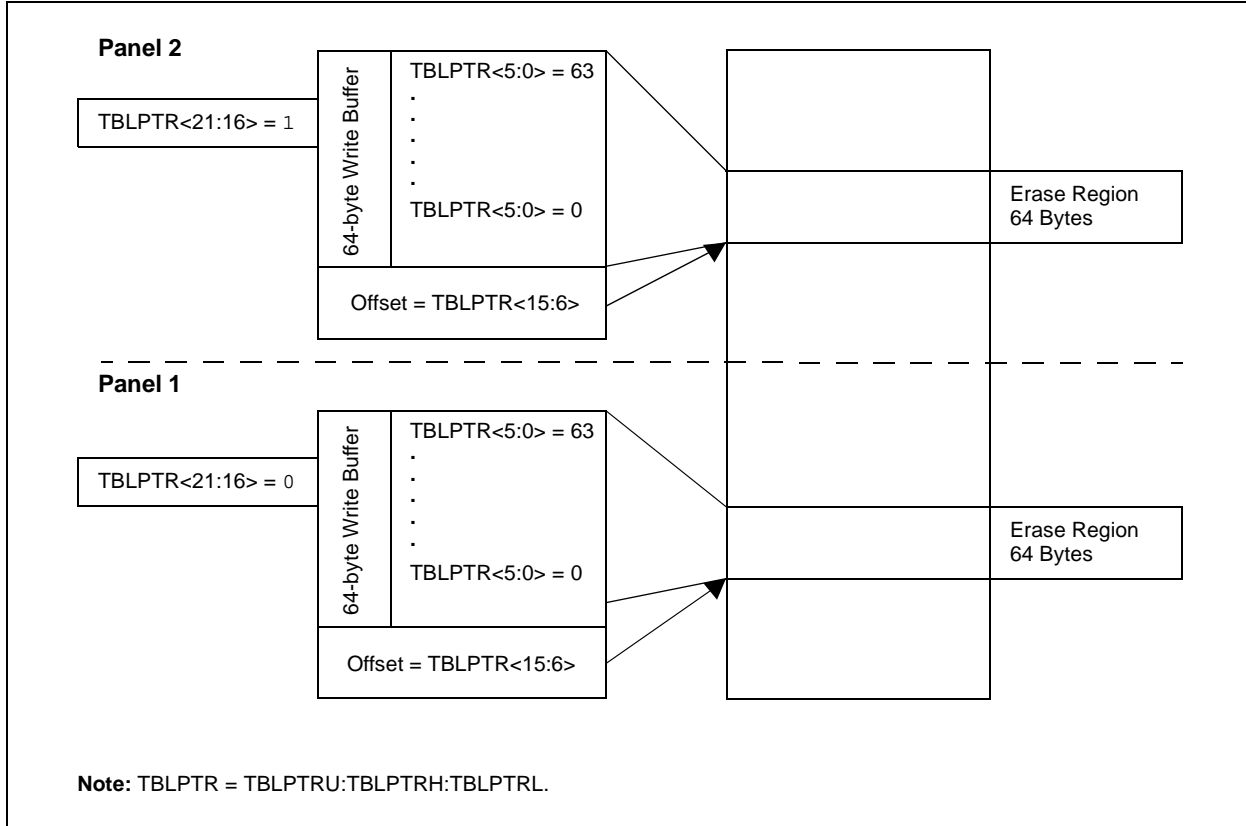 Panel 2
TBLPTR<21:16> = 1
64-byte Write Buffer
TBLPTR<5:0> = 63
.
.
.
.
.
TBLPTR<5:0> = 0
Offset = TBLPTR<15:6>
Erase Region
64 Bytes
Panel 1
TBLPTR<21:16> = 0
64-byte Write Buffer
TBLPTR<5:0> = 63
.
.
.
.
.
TBLPTR<5:0> = 0
Offset = TBLPTR<15:6>
Erase Region
64 Bytes
Note: TBLPTR = TBLPTRU:TBLPTRH:TBLPTRL.